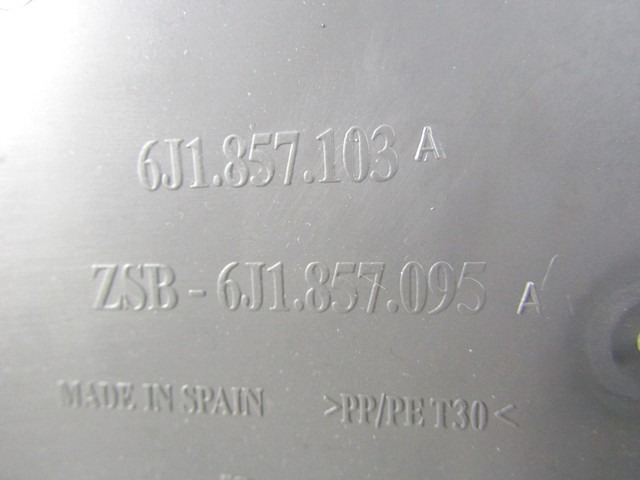 6J1.857.103 A
ZSB - 6J1.857.095 A
MADE IN SPAIN >PP/PE T30<